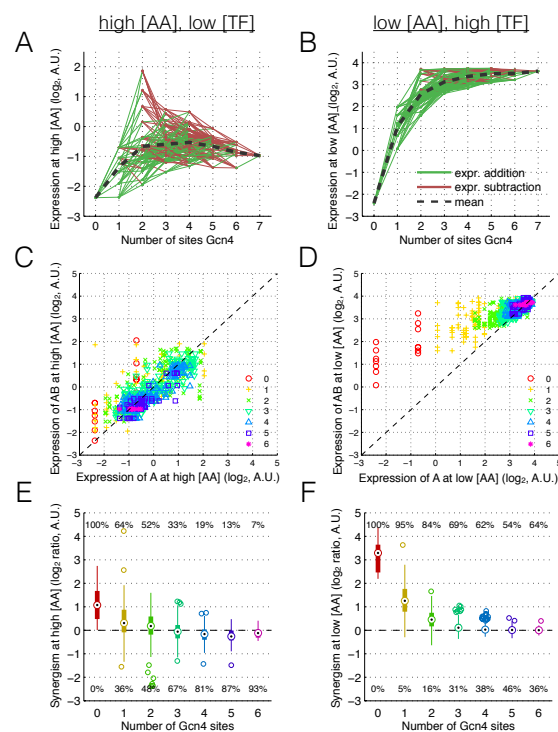 high [AA], low [TF]
low [AA], high [TF]
A
B
Expression at high [AA] (log2, A.U.)
4
3
2
1
0
−1
−2
−3
0 1 2 3 4 5 6 7
Number of sites Gcn4
Expression at low [AA] (log2, A.U.)
4
3
2
1
0
−1
−2
−3
expr. addition
expr. subtraction
mean
0 1 2 3 4 5 6 7
Number of sites Gcn4
C
D
Expression of AB at high [AA] (log2, A.U.)
5
4
3
2
1
0
−1
−2
−3
0
1
2
3
4
5
6
−3 −2 −1 0 1 2 3 4 5
Expression of A at high [AA] (log2, A.U.)
Expression of AB at low [AA] (log2, A.U.)
5
4
3
2
1
0
−1
−2
−3
0
1
2
3
4
5
6
−3 −2 −1 0 1 2 3 4 5
Expression of A at low [AA] (log2, A.U.)
E
F
Synergism at high [AA] (log2 ratio, A.U.)
5
4
3
2
1
0
−1
−2
−3
100% 64% 52% 33% 19% 13% 7%
0% 36% 48% 67% 81% 87% 93%
0 1 2 3 4 5 6
Number of Gcn4 sites
Synergism at low [AA] (log2 ratio, A.U.)
5
4
3
2
1
0
−1
−2
−3
100% 95% 84% 69% 62% 54% 64%
0% 5% 16% 31% 38% 46% 36%
0 1 2 3 4 5 6
Number of Gcn4 sites